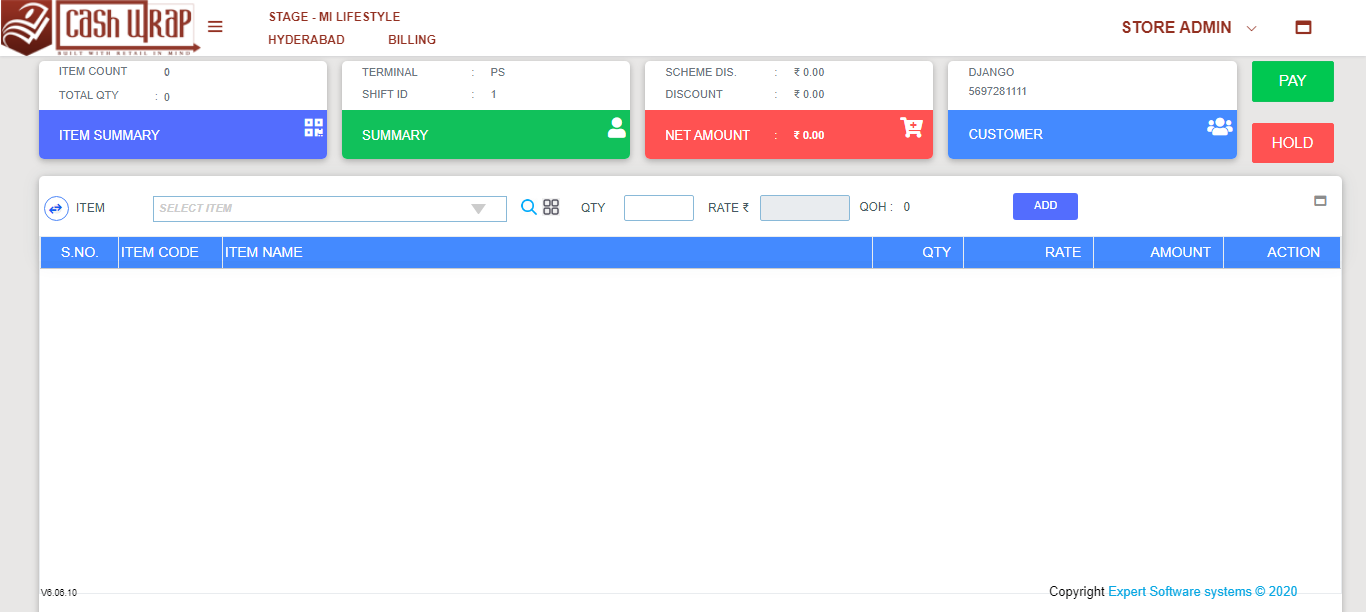 CASH WRAP
BUILT WITH RETAIL IN MIND
STAGE - MI LIFESTYLE
HYDERABAD BILLING
STORE ADMIN
ITEM COUNT 0
TOTAL QTY : 0
ITEM SUMMARY
TERMINAL : PS
SHIFT ID : 1
SUMMARY
SCHEME DIS. : ₹ 0.00
DISCOUNT : ₹ 0.00
NET AMOUNT : ₹ 0.00
DJANGO
5697281111
CUSTOMER
PAY
HOLD
ITEM SELECT ITEM QTY RATE ₹ QOH : 0 ADD
S.NO. ITEM CODE ITEM NAME QTY RATE AMOUNT ACTION
V6.06.10
Copyright Expert Software systems © 2020